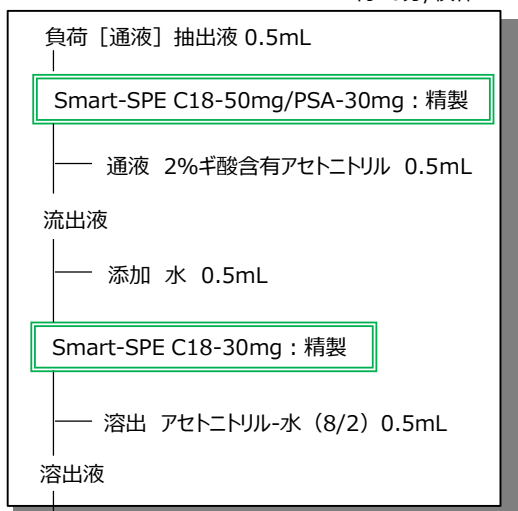 負荷［通液］抽出液 0.5mL
Smart-SPE C18-50mg/PSA-30mg：精製
通液 2%ギ酸含有アセトニトリル 0.5mL
流出液
添加 水 0.5mL
Smart-SPE C18-30mg：精製
溶出 アセトニトリル-水（8/2）0.5mL
溶出液